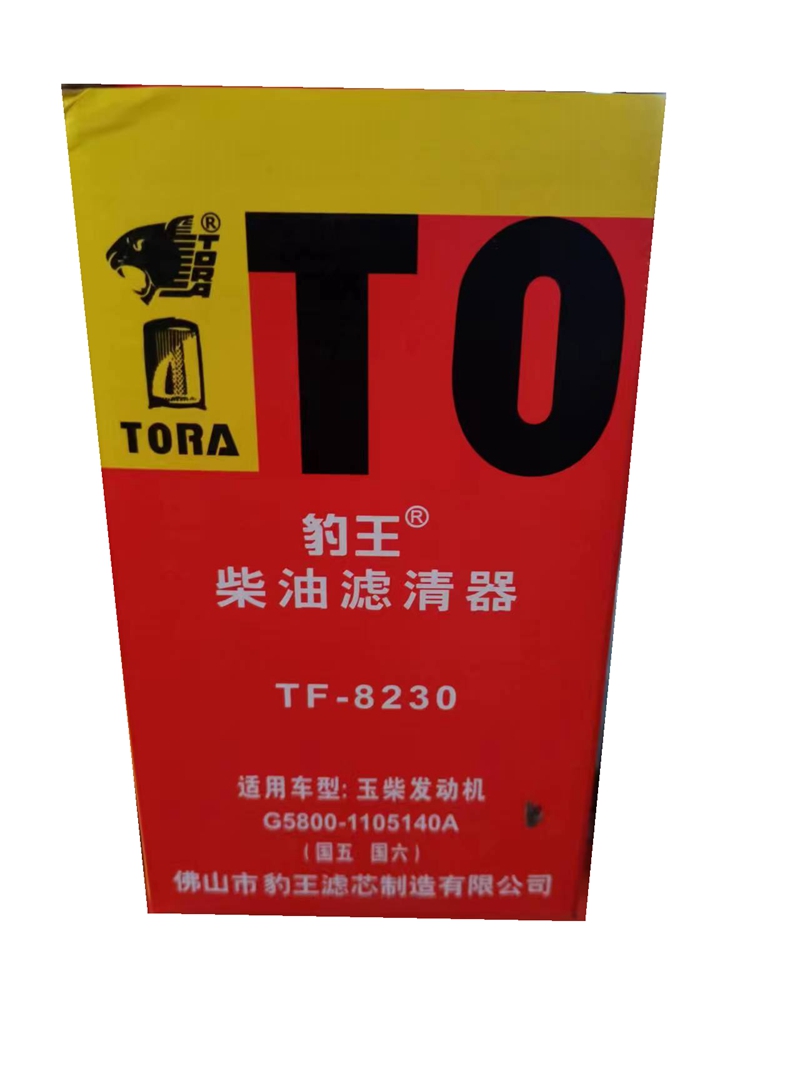 ®
TORA
TORA
TO
豹王®
柴油滤清器
TF-8230
适用车型:玉柴发动机
G5800-1105140A
(国五 国六)
佛山市豹王滤芯制造有限公司